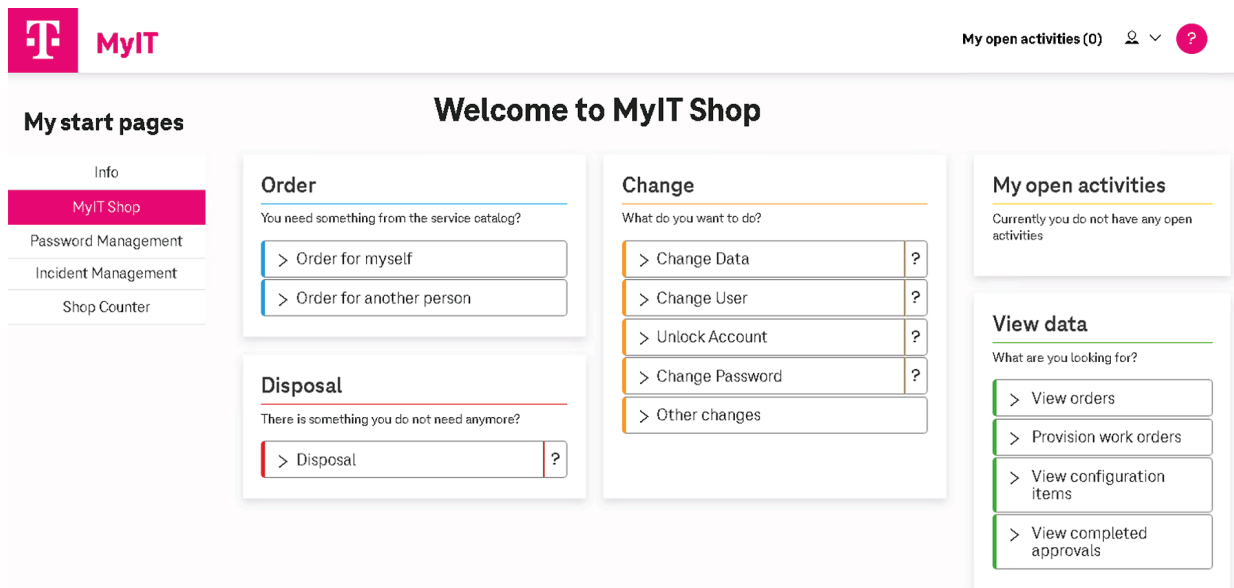 T MyIT
My open activities (0)
?
My start pages
Info
MyIT Shop
Password Management
Incident Management
Shop Counter
Welcome to MyIT Shop
Order
You need something from the service catalog?
Order for myself
Order for another person
Disposal
There is something you do not need anymore?
Disposal ?
Change
What do you want to do?
Change Data ?
Change User ?
Unlock Account ?
Change Password ?
Other changes
My open activities
Currently you do not have any open
activities
View data
What are you looking for?
View orders
Provision work orders
View configuration
items
View completed
approvals